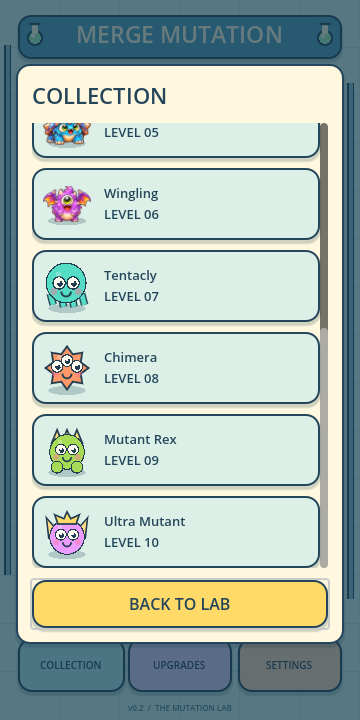 MERGE MUTATION
COLLECTION
LEVEL 05
Wingling
LEVEL 06
Tentacly
LEVEL 07
Chimera
LEVEL 08
Mutant Rex
LEVEL 09
Ultra Mutant
LEVEL 10
BACK TO LAB
COLLECTION
UPGRADES
SETTINGS
v0.2 / THE MUTATION LAB